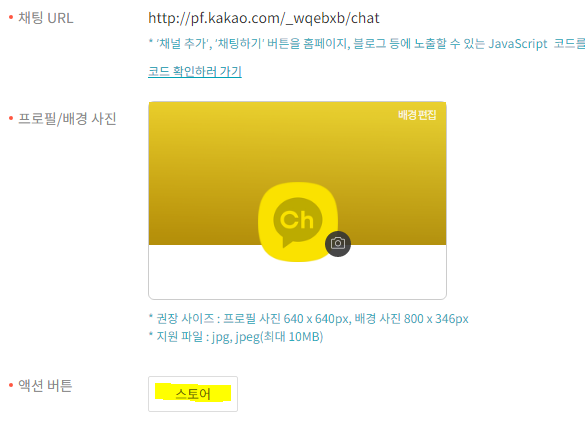 • 채팅 URL
http://pf.kakao.com/_wqebxb/chat
* '채널 추가', '채팅하기' 버튼을 홈페이지, 블로그 등에 노출할 수 있는 JavaScript 코드를
코드 확인하러 가기
• 프로필/배경 사진
배경 편집
Ch
* 권장 사이즈 : 프로필 사진 640 x 640px, 배경 사진 800 x 346px
* 지원 파일 : jpg, jpeg(최대 10MB)
• 액션 버튼
스토어